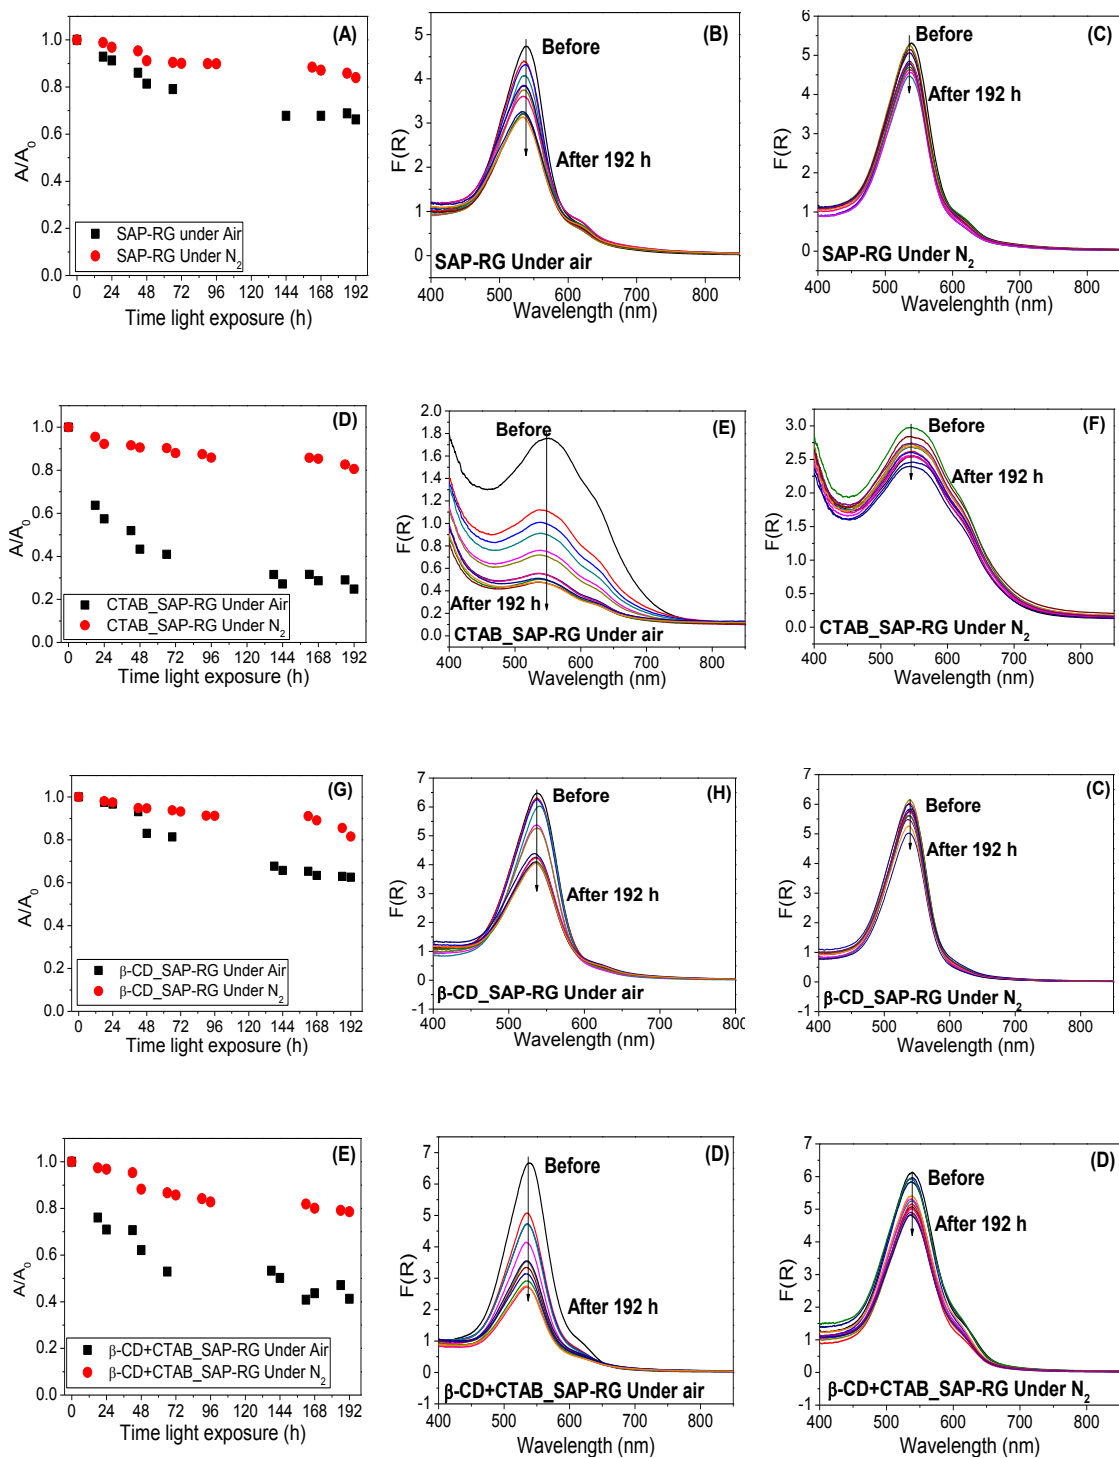 (A)
1.0
0.8
0.6
0.4
0.2
0.0
A/A0
SAP-RG under Air
SAP-RG Under N2
0 24 48 72 96 120 144 168 192
Time light exposure (h)
(B)
5
4
3
2
1
0
F(R)
Before
After 192 h
SAP-RG Under air
400 500 600 700 800
Wavelength (nm)
(C)
6
5
4
3
2
1
0
F(R)
Before
After 192 h
SAP-RG Under N2
400 500 600 700 800
Wavelenghth (nm)
(D)
1.0
0.8
0.6
0.4
0.2
0.0
A/A0
CTAB_SAP-RG Under Air
CTAB_SAP-RG Under N2
0 24 48 72 96 120 144 168 192
Time light exposure (h)
(E)
2.0
1.8
1.6
1.4
1.2
1.0
0.8
0.6
0.4
0.2
0.0
F(R)
Before
After 192 h
CTAB_SAP-RG Under air
400 500 600 700 800
Wavelength (nm)
(F)
3.0
2.5
2.0
1.5
1.0
0.5
0.0
F(R)
Before
After 192 h
CTAB_SAP-RG Under N2
400 500 600 700 800
Wavelength (nm)
(G)
1.0
0.8
0.6
0.4
0.2
0.0
A/A0
β-CD_SAP-RG Under Air
β-CD_SAP-RG Under N2
0 24 48 72 96 120 144 168 192
Time light exposure (h)
(H)
7
6
5
4
3
2
1
0
-1
F(R)
Before
After 192 h
β-CD_SAP-RG Under air
400 500 600 700 800
Wavelength (nm)
(C)
7
6
5
4
3
2
1
0
-1
F(R)
Before
After 192 h
β-CD_SAP-RG Under N2
400 500 600 700 800
Wavelength (nm)
(E)
1.0
0.8
0.6
0.4
0.2
0.0
A/A0
β-CD+CTAB_SAP-RG Under Air
β-CD+CTAB_SAP-RG Under N2
0 24 48 72 96 120 144 168 192
Time light exposure (h)
(D)
7
6
5
4
3
2
1
0
-1
F(R)
Before
After 192 h
β-CD+CTAB_SAP-RG Under air
400 500 600 700 800
Wavelength (nm)
(D)
7
6
5
4
3
2
1
0
-1
F(R)
Before
After 192 h
β-CD+CTAB_SAP-RG Under N2
400 500 600 700 800
Wavelength (nm)